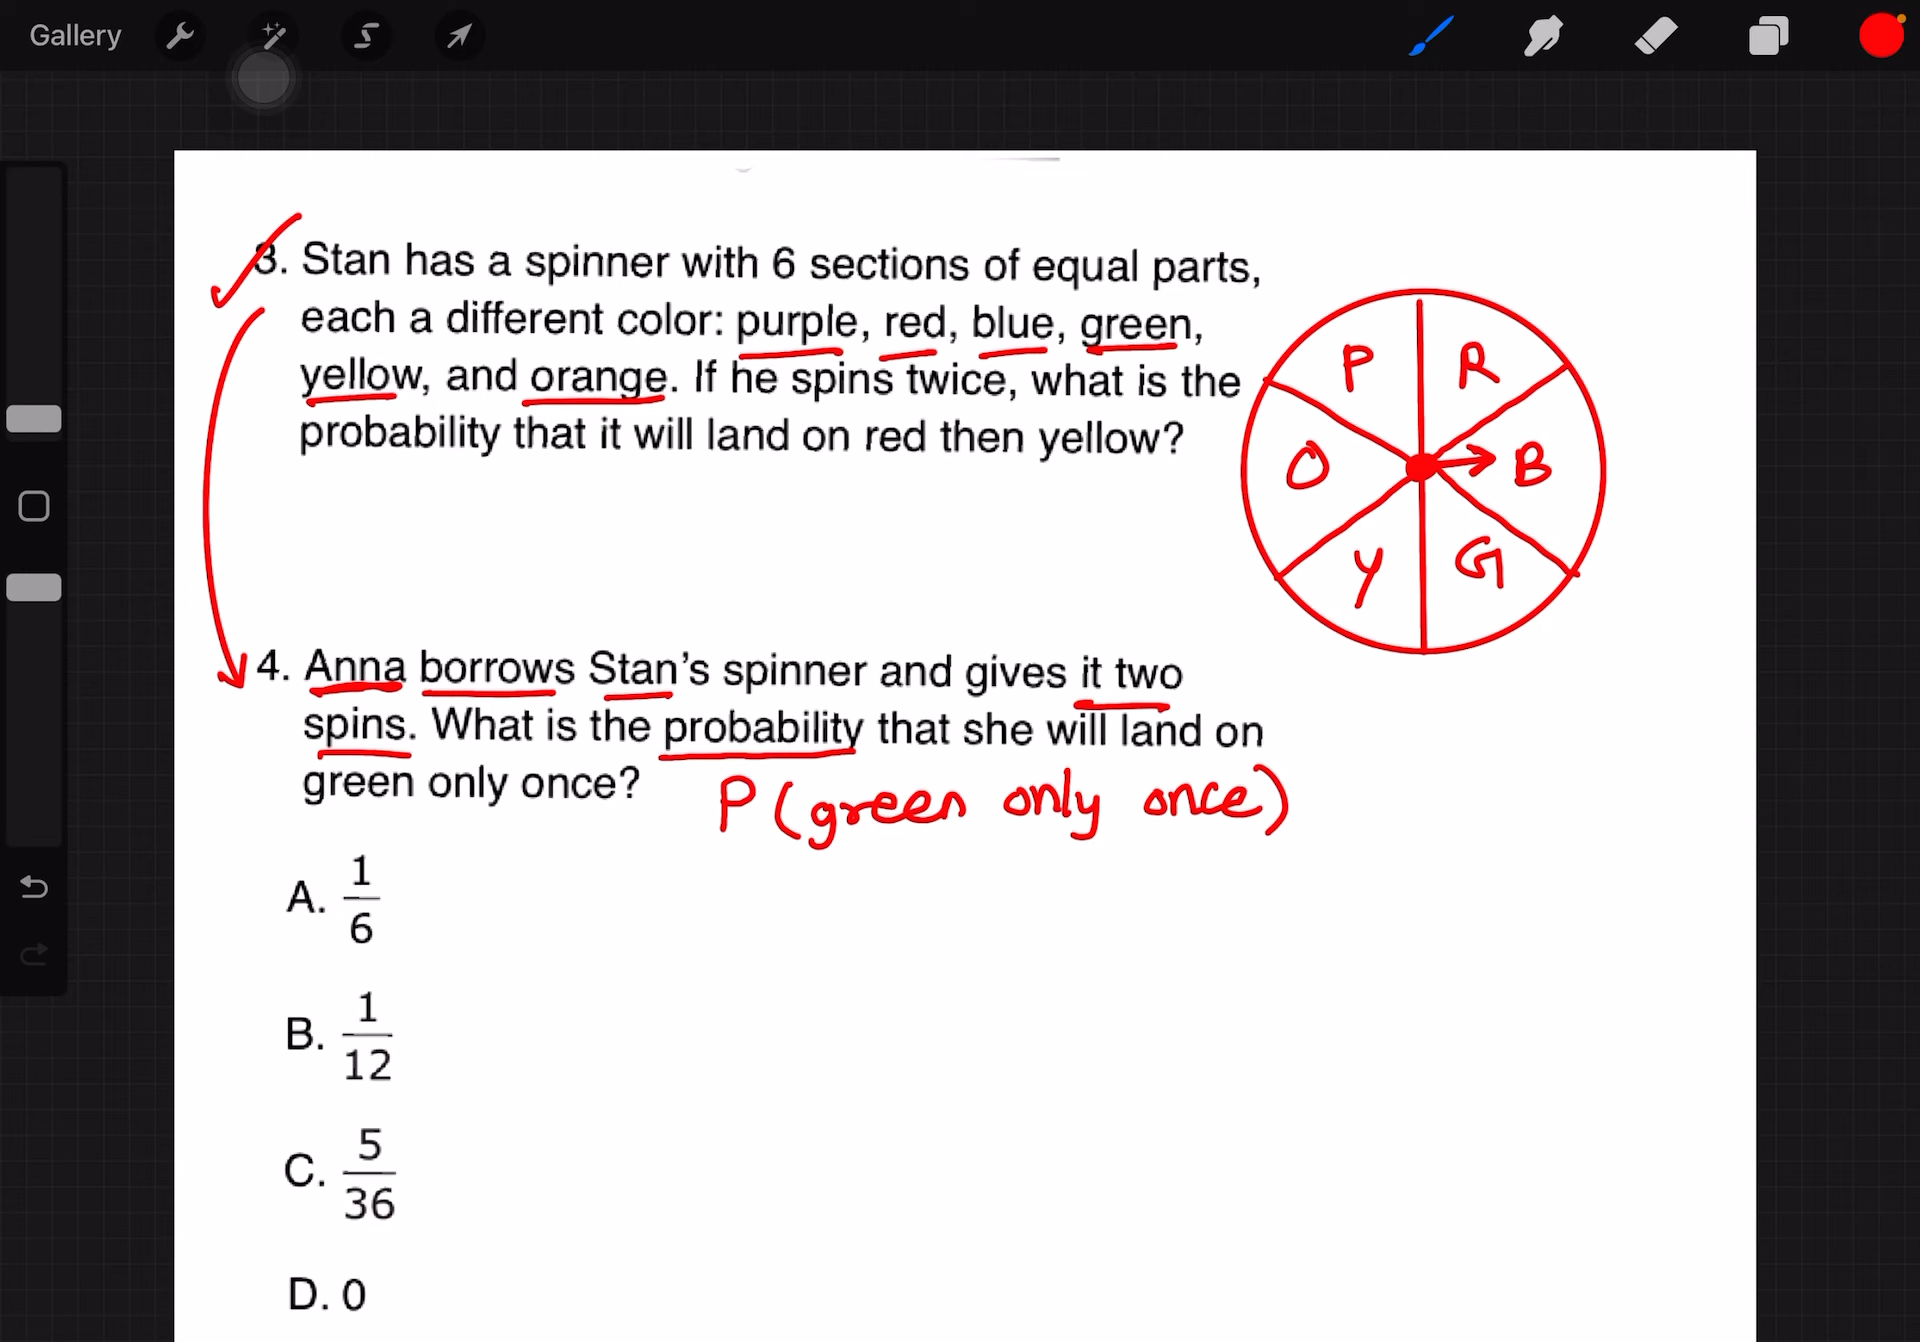 Gallery
3. Stan has a spinner with 6 sections of equal parts,
each a different color: purple, red, blue, green,
yellow, and orange. If he spins twice, what is the
probability that it will land on red then yellow?
P R
O B
Y G
4. Anna borrows Stan’s spinner and gives it two
spins. What is the probability that she will land on
green only once?
P (green only once)
A. 1/6
B. 1/12
C. 5/36
D. 0